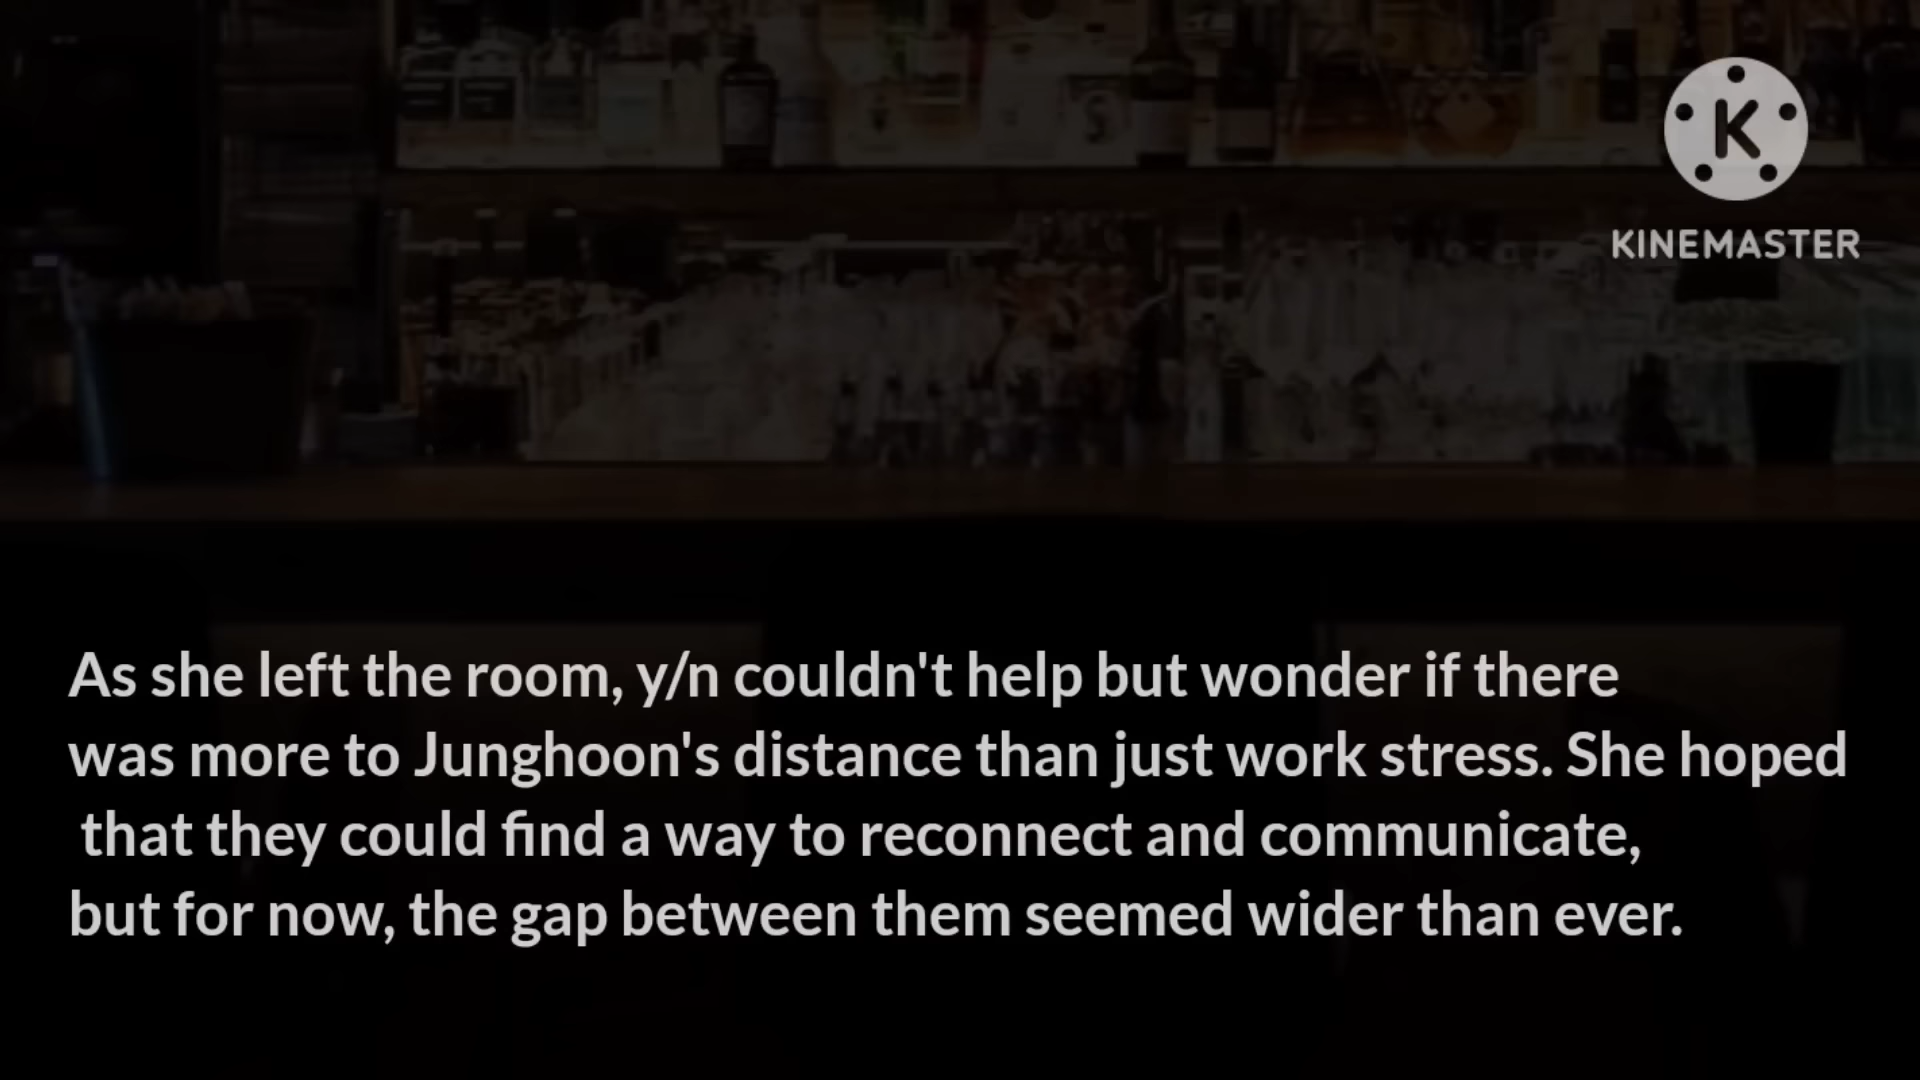 K
KINEMASTER
As she left the room, y/n couldn't help but wonder if there
was more to Junghoon's distance than just work stress. She hoped
that they could find a way to reconnect and communicate,
but for now, the gap between them seemed wider than ever.